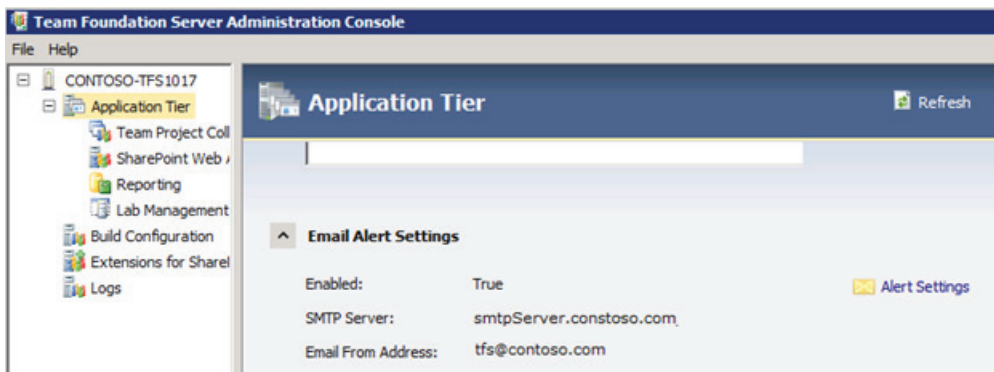 Team Foundation Server Administration Console
File Help
CONTOSO-TFS1017
Application Tier
Team Project Coll
SharePoint Web
Reporting
Lab Management
Build Configuration
Extensions for Sharel
Logs
Application Tier
Refresh
Email Alert Settings
Enabled: True
Alert Settings
SMTP Server: smtpServer.constoso.com
Email From Address: tfs@contoso.com